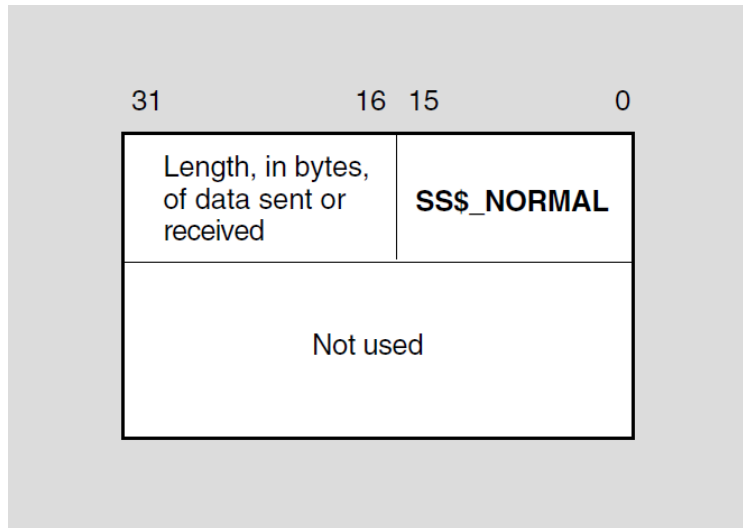 31 16 15 0
Length, in bytes,
of data sent or
received
SS$_NORMAL
Not used